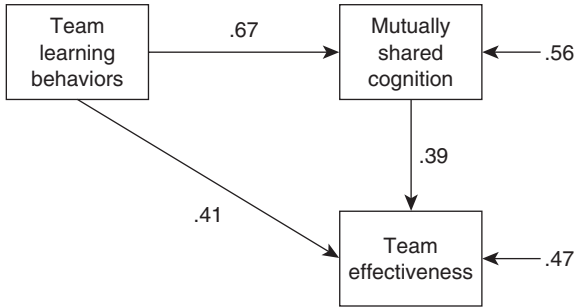 Team
learning
behaviors
.67
Mutually
shared
cognition
.56
.39
.41
Team
effectiveness
.47